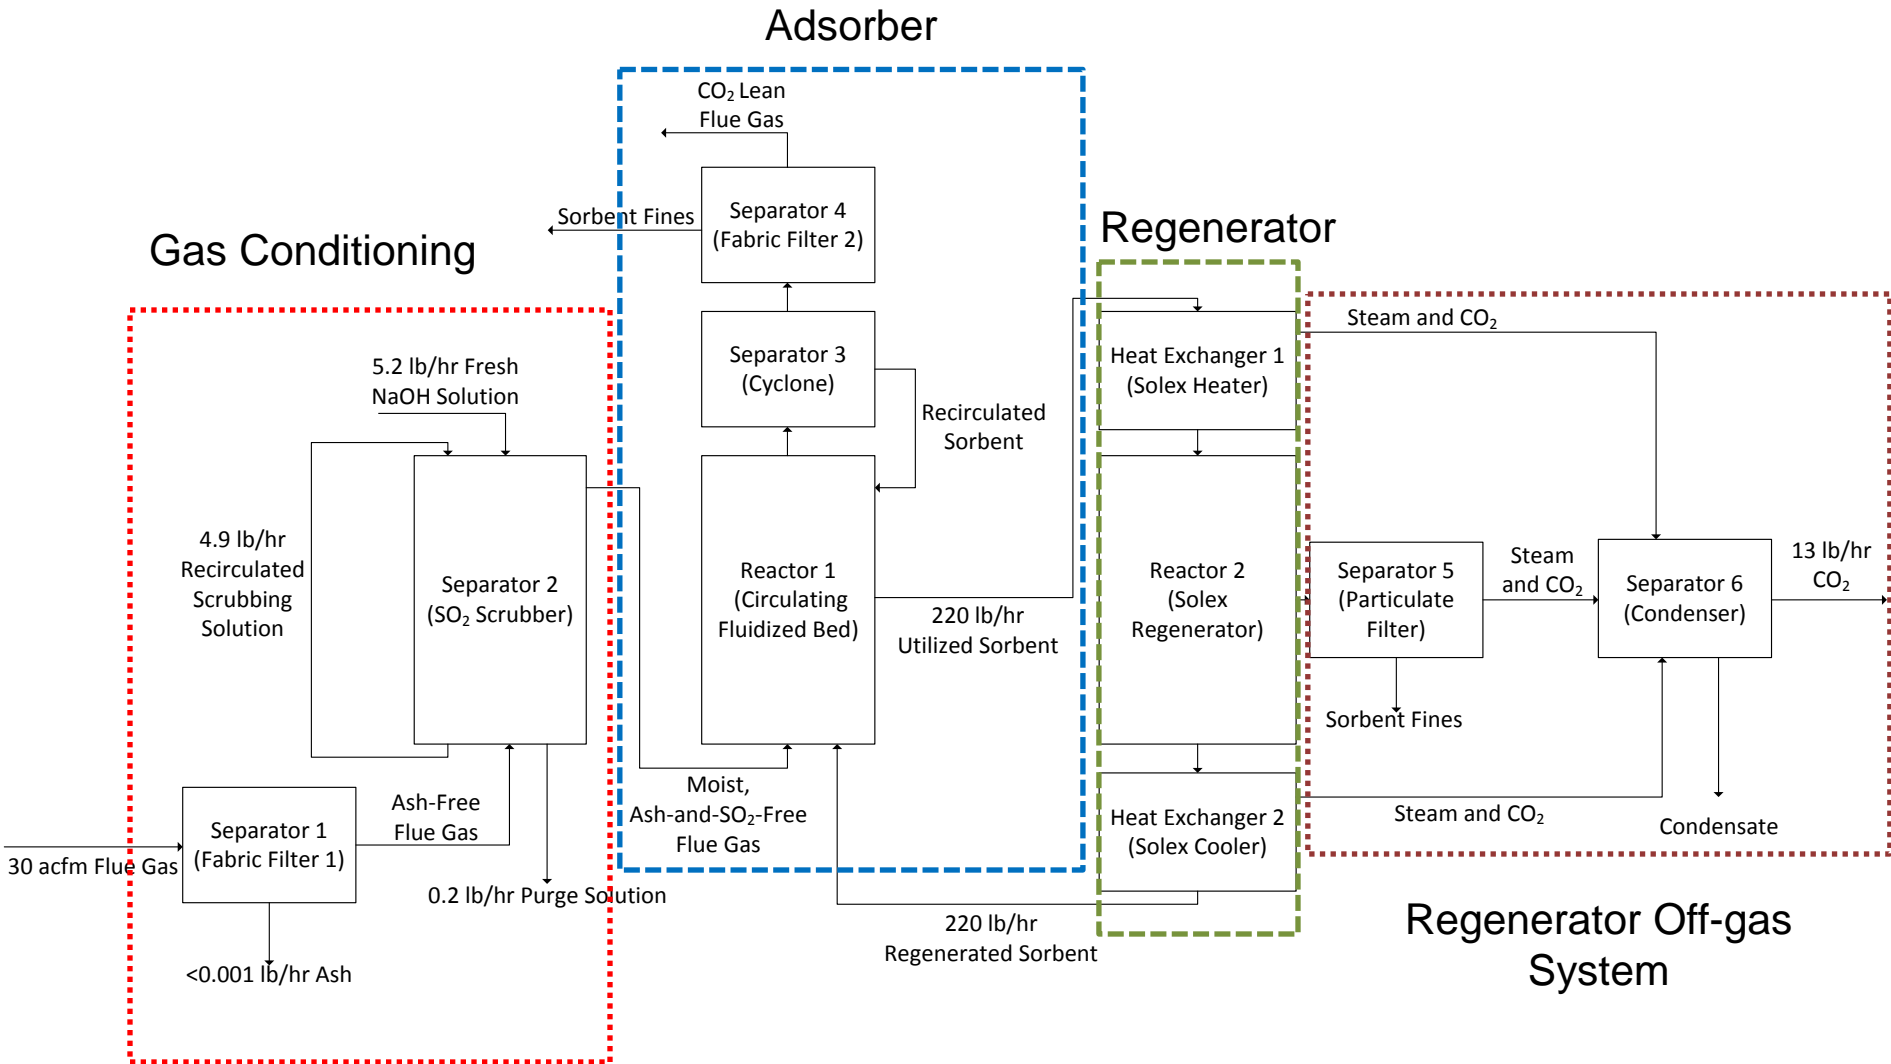 Adsorber
CO₂ Lean
Flue Gas
Separator 4
(Fabric Filter 2)
Sorbent Fines
Gas Conditioning
Regenerator
Separator 3
(Cyclone)
Recirculated
Sorbent
Heat Exchanger 1
(Solex Heater)
Steam and CO₂
5.2 lb/hr Fresh
NaOH Solution
4.9 lb/hr
Recirculated
Scrubbing
Solution
Separator 2
(SO₂ Scrubber)
Reactor 1
(Circulating
Fluidized Bed)
220 lb/hr
Utilized Sorbent
Reactor 2
(Solex
Regenerator)
Separator 5
(Particulate
Filter)
Steam
and CO₂
Separator 6
(Condenser)
13 lb/hr
CO₂
Sorbent Fines
Moist,
Ash-and-SO₂-Free
Flue Gas
Ash-Free
Flue Gas
Separator 1
(Fabric Filter 1)
30 acfm Flue Gas
Heat Exchanger 2
(Solex Cooler)
Steam and CO₂
Condensate
0.2 lb/hr Purge Solution
220 lb/hr
Regenerated Sorbent
<0.001 lb/hr Ash
Regenerator Off-gas
System